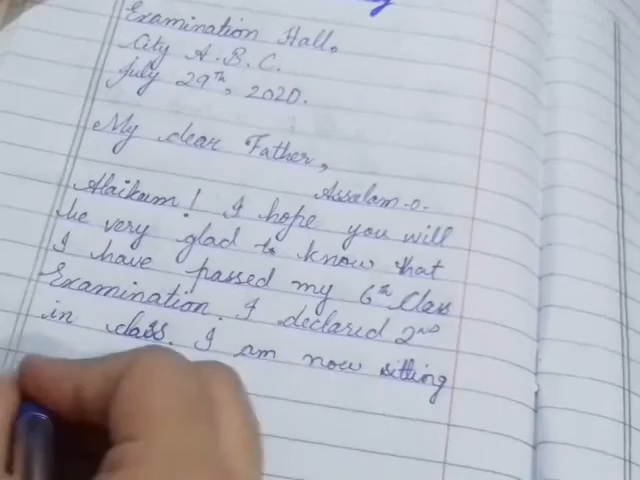 Examination Hall,
City A.B.C.
July 29th, 2020.
My dear Father,
Assalam-o-
Alaikum! I hope you will
be very glad to know that
I have passed my 6th Class
Examination. I declared 2nd
in class. I am now sitting